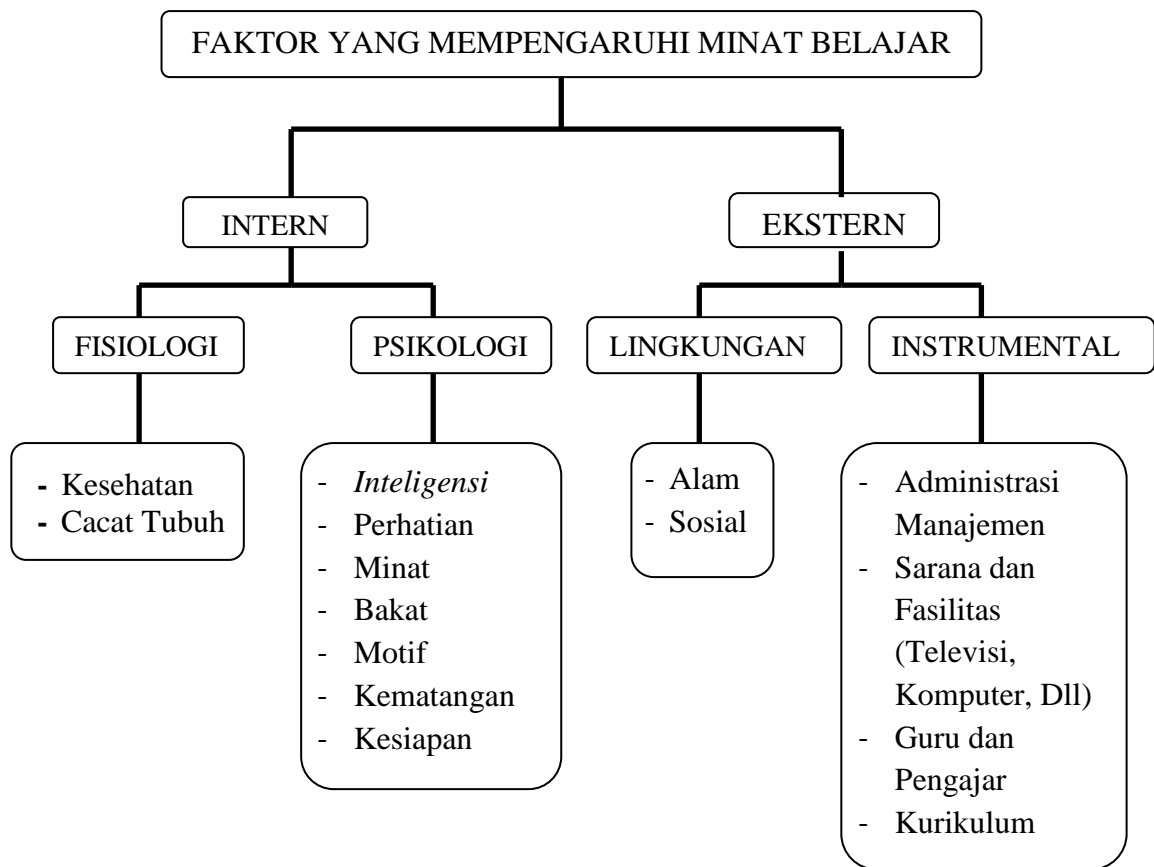 FAKTOR YANG MEMPENGARUHI MINAT BELAJAR
INTERN
EKSTERN
FISIOLOGI
PSIKOLOGI
LINGKUNGAN
INSTRUMENTAL
- Kesehatan
- Cacat Tubuh
- Inteligensi
- Perhatian
- Minat
- Bakat
- Motif
- Kematangan
- Kesiapan
- Alam
- Sosial
- Administrasi
Manajemen
- Sarana dan
Fasilitas
(Televisi,
Komputer, Dll)
- Guru dan
Pengajar
- Kurikulum